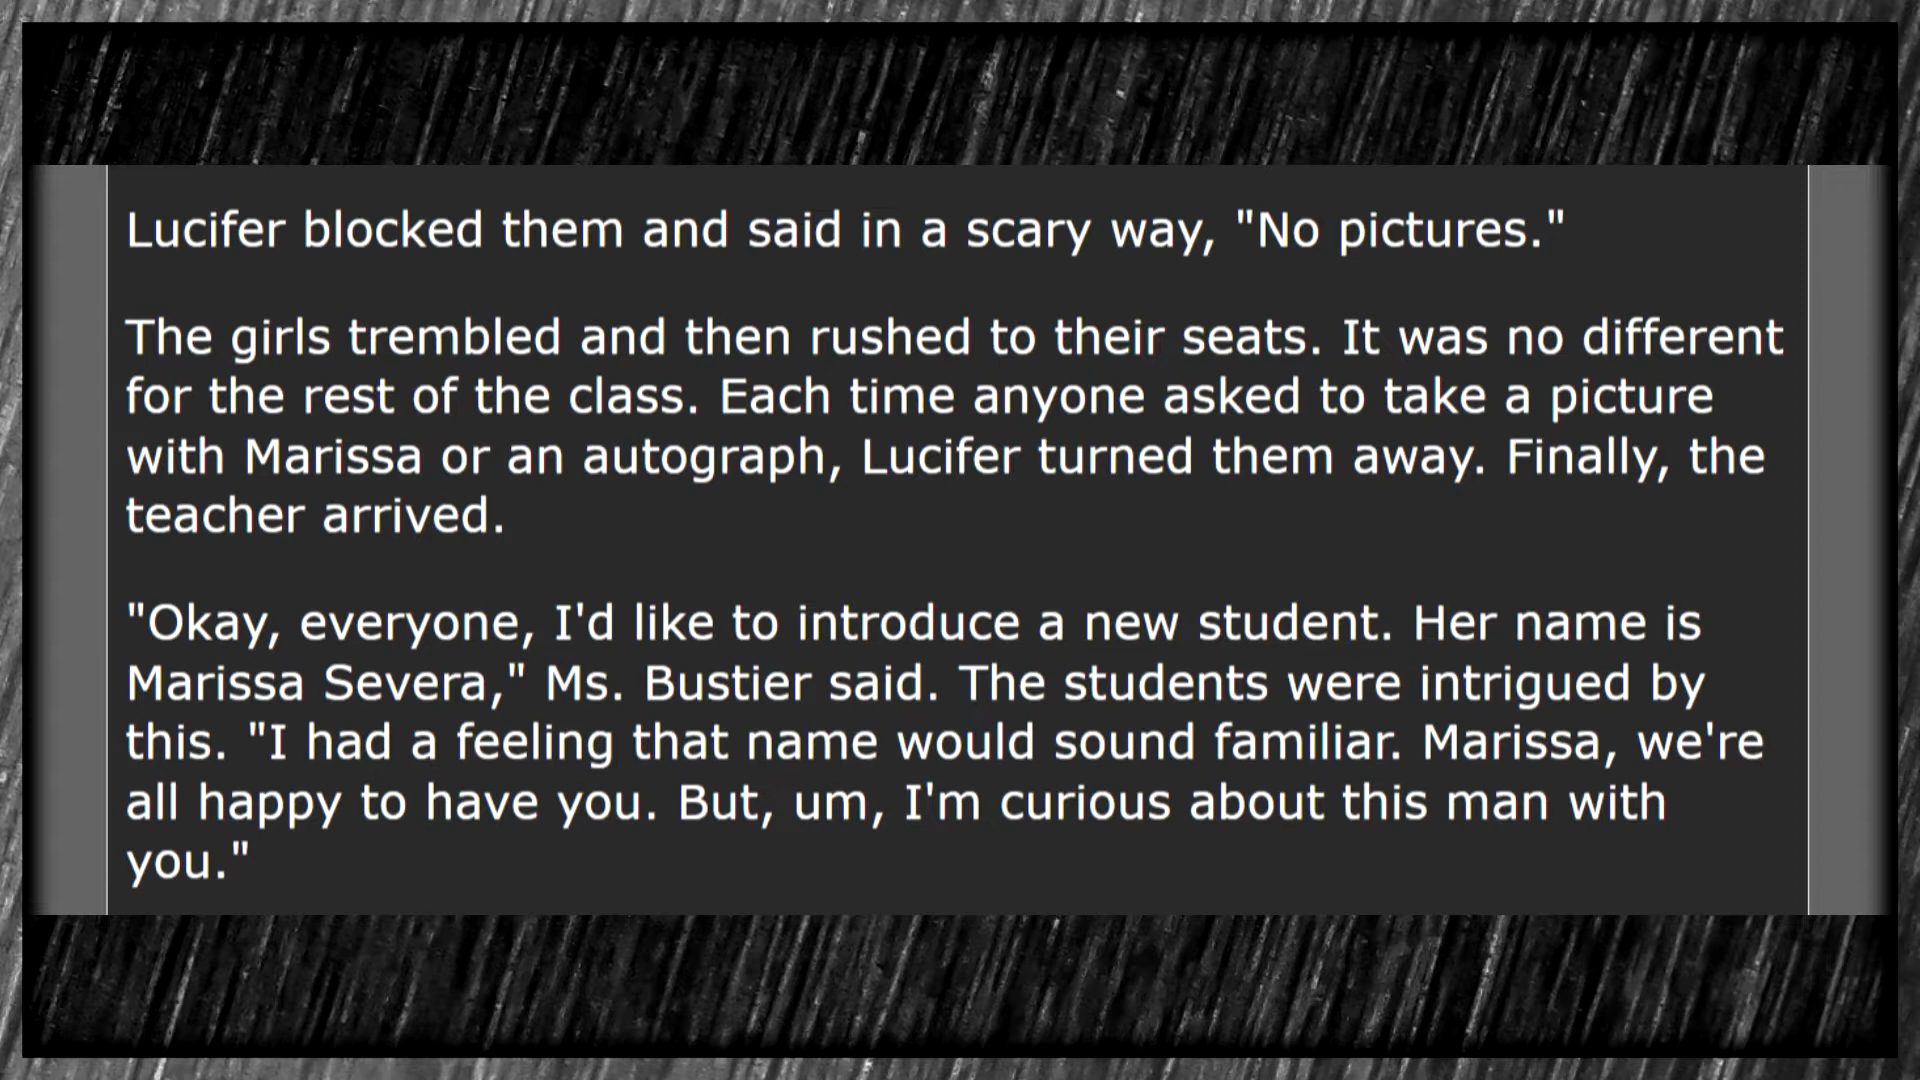 Lucifer blocked them and said in a scary way, "No pictures."
The girls trembled and then rushed to their seats. It was no different
for the rest of the class. Each time anyone asked to take a picture
with Marissa or an autograph, Lucifer turned them away. Finally, the
teacher arrived.
"Okay, everyone, I'd like to introduce a new student. Her name is
Marissa Severa," Ms. Bustier said. The students were intrigued by
this. "I had a feeling that name would sound familiar. Marissa, we're
all happy to have you. But, um, I'm curious about this man with
you."